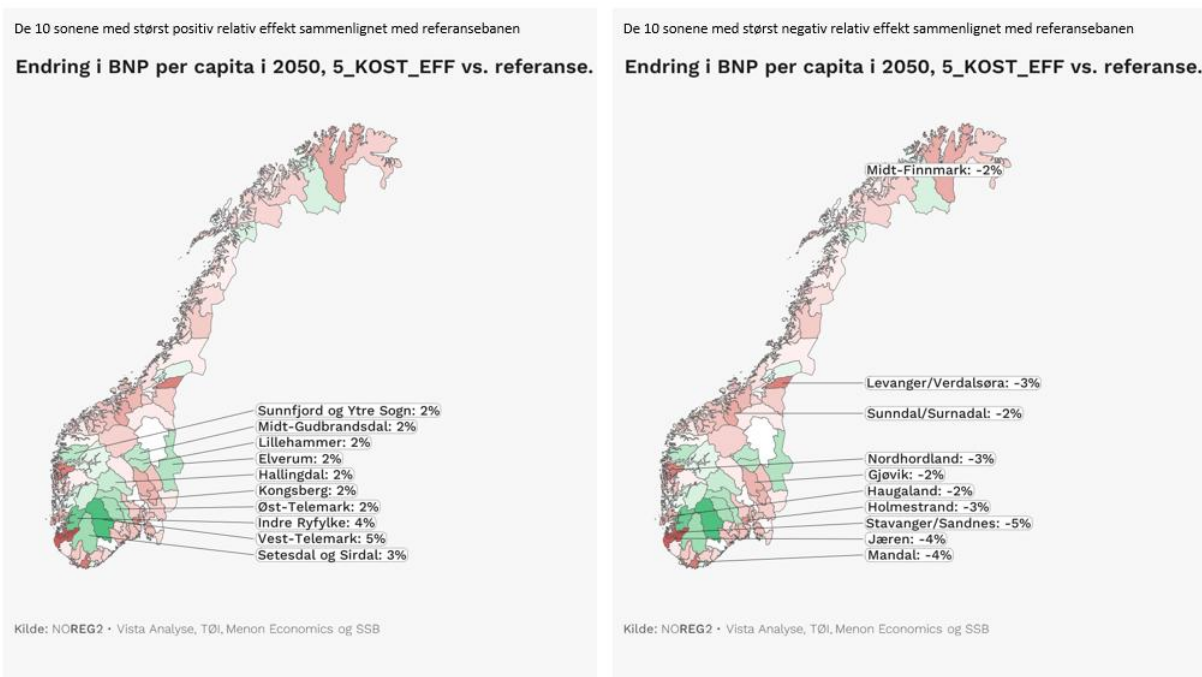 De 10 sonene med størst positiv relativ effekt sammenlignet med referansebanen
Endring i BNP per capita i 2050, 5_KOST_EFF vs. referanse.
Sunnfjord og Ytre Sogn: 2%
Midt-Gudbrandsdal: 2%
Lillehammer: 2%
Elverum: 2%
Hallingdal: 2%
Kongsberg: 2%
Øst-Telemark: 2%
Indre Ryfylke: 4%
Vest-Telemark: 5%
Setesdal og Sirdal: 3%
Kilde: NOREG2 • Vista Analyse, TØI, Menon Economics og SSB
De 10 sonene med størst negativ relativ effekt sammenlignet med referansebanen
Endring i BNP per capita i 2050, 5_KOST_EFF vs. referanse.
Midt-Finnmark: -2%
Levanger/Verdalsøra: -3%
Sunndal/Surnadal: -2%
Nordhordland: -3%
Gjøvik: -2%
Haugaland: -2%
Holmestrand: -3%
Stavanger/Sandnes: -5%
Jæren: -4%
Mandal: -4%
Kilde: NOREG2 • Vista Analyse, TØI, Menon Economics og SSB